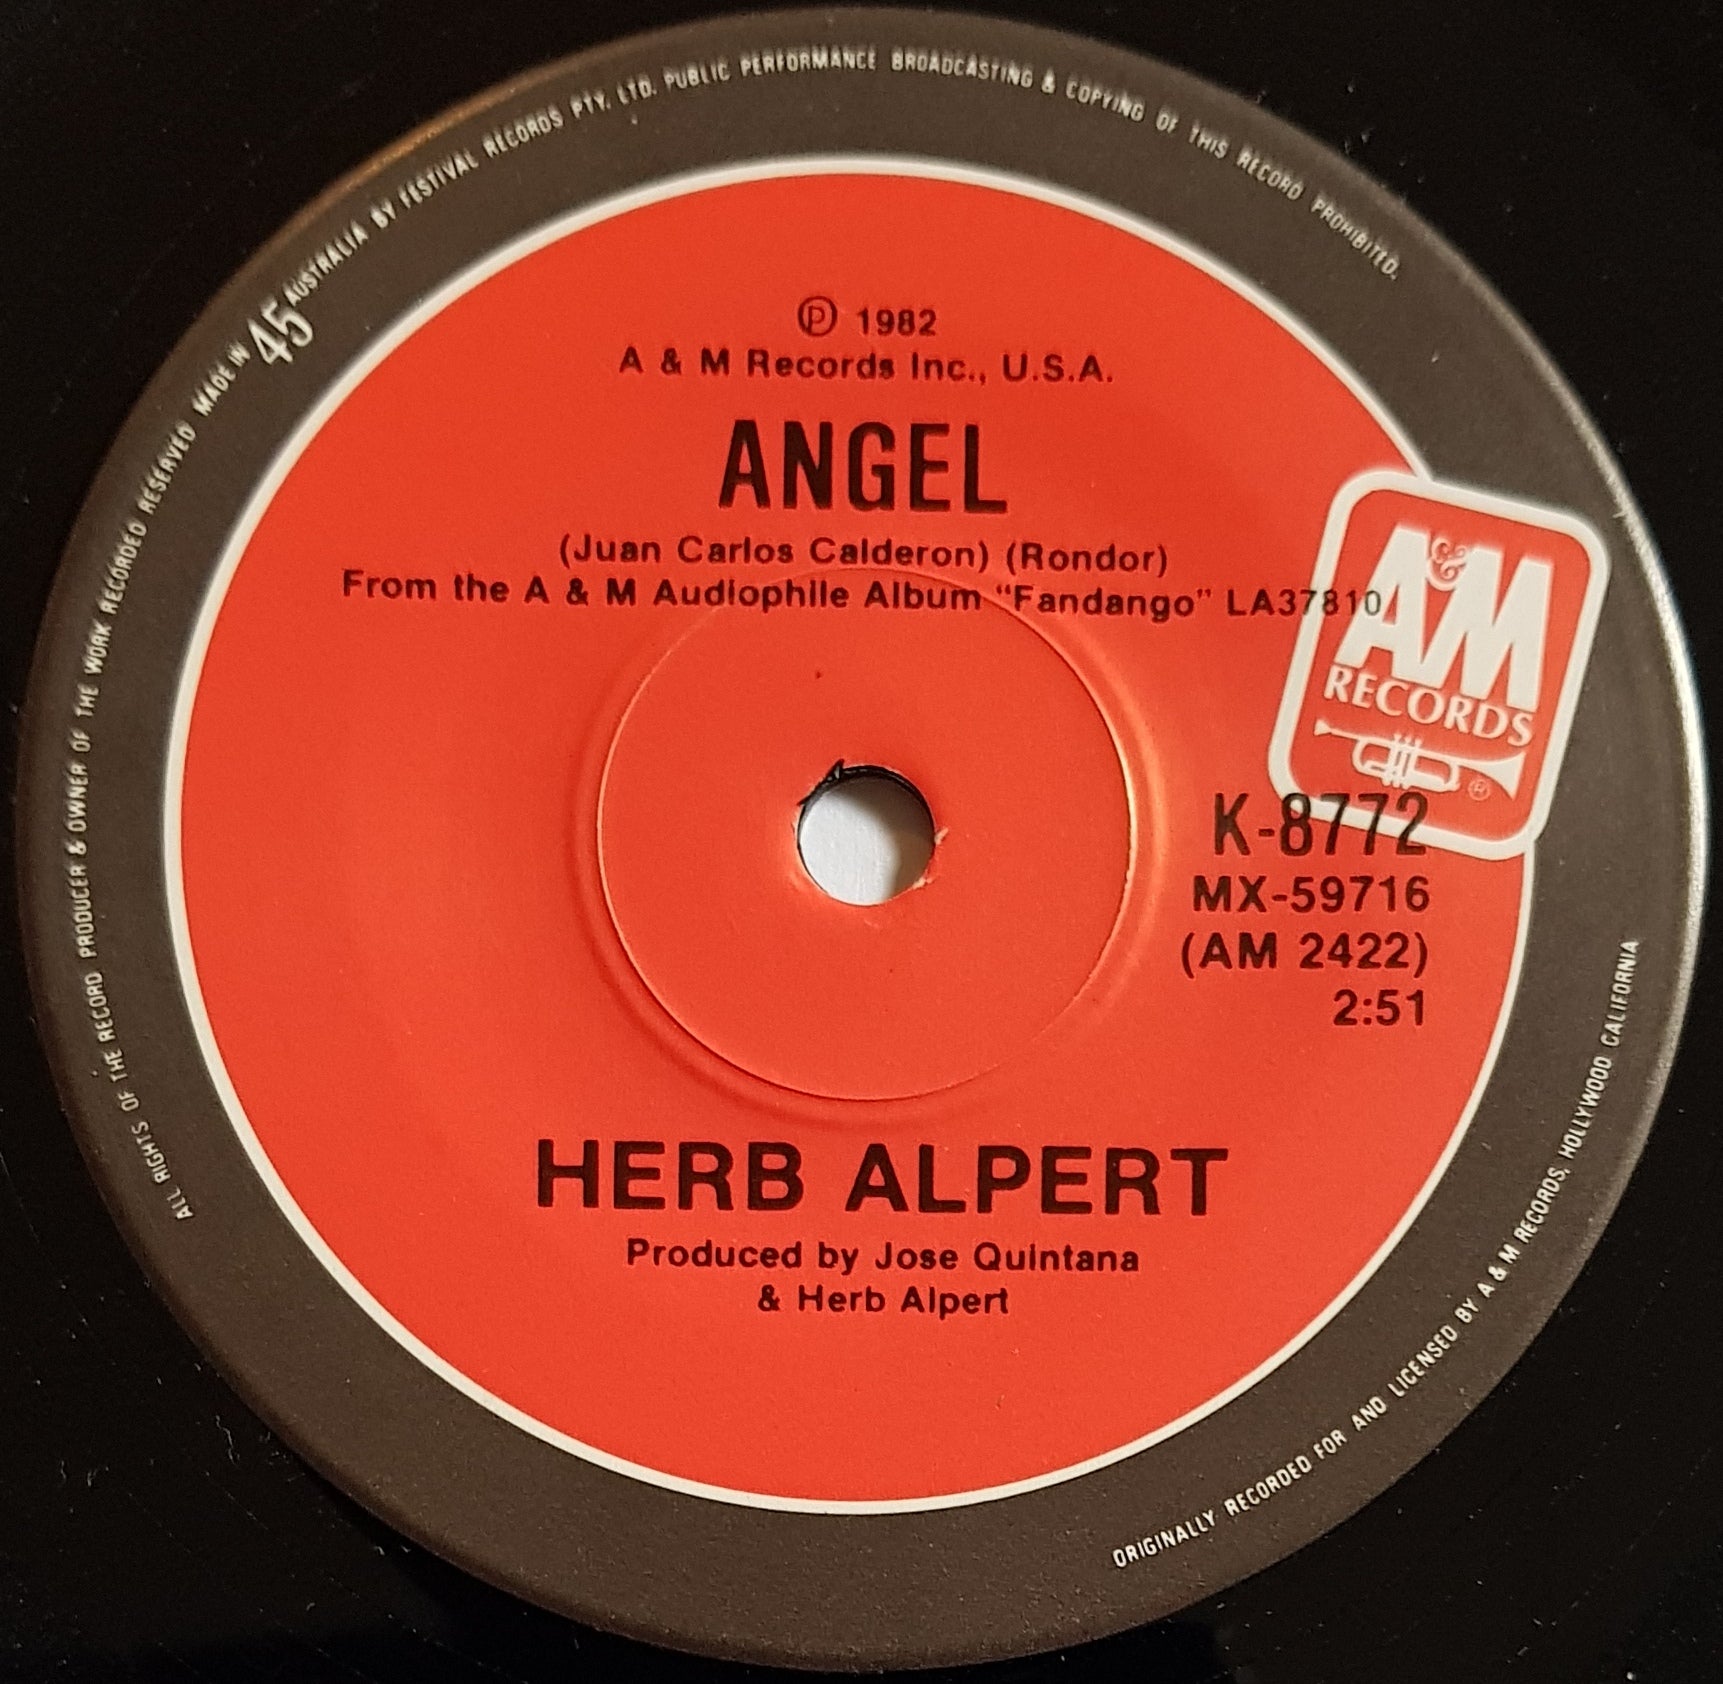 ALL RIGHTS OF THE RECORD PRODUCER & OWNER OF THE WORK RECORDED RESERVED MADE IN AUSTRALIA BY FESTIVAL RECORDS PTY. LTD. PUBLIC PERFORMANCE BROADCASTING & COPYING OF THIS RECORD PROHIBITED.
45
℗ 1982
A & M Records Inc., U.S.A.
ANGEL
(Juan Carlos Calderon) (Rondor)
From the A & M Audiophile Album "Fandango" LA37810
A&M
RECORDS
®
K-8772
MX-59716
(AM 2422)
2:51
HERB ALPERT
Produced by Jose Quintana
& Herb Alpert
ORIGINALLY RECORDED FOR AND LICENSED BY A & M RECORDS, HOLLYWOOD CALIFORNIA